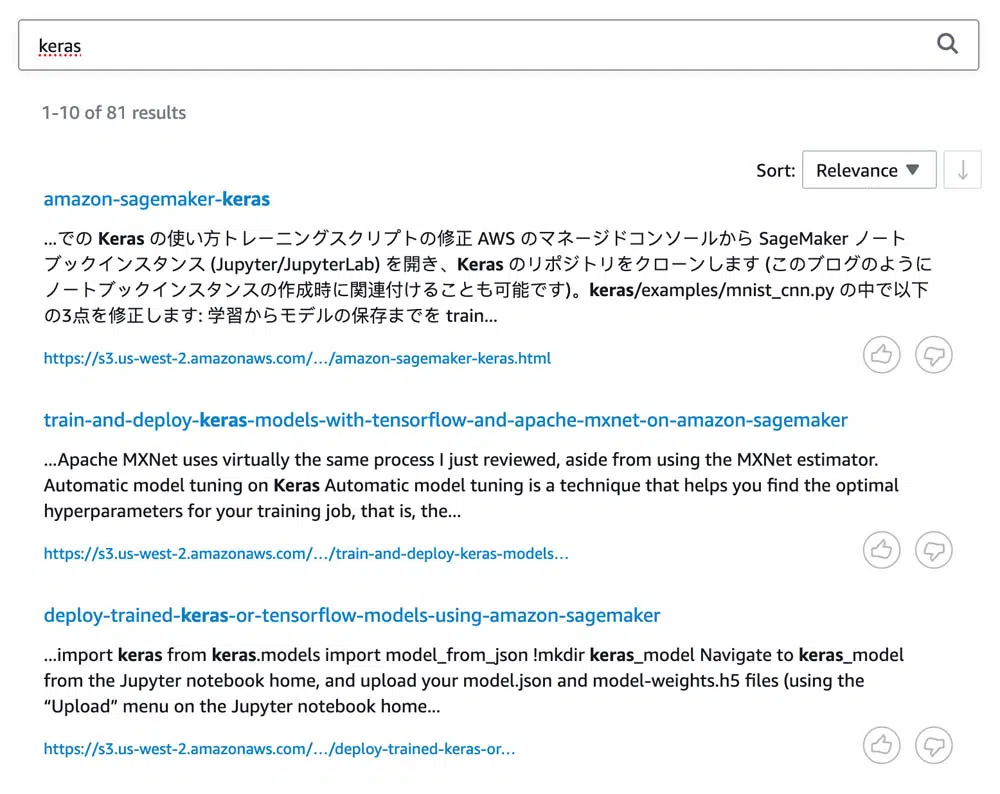 keras
1-10 of 81 results
Sort: Relevance
amazon-sagemaker-keras
...での Keras の使い方トレーニングスクリプトの修正 AWS のマネージドコンソールから SageMaker ノート
ブックインスタンス (Jupyter/JupyterLab) を開き、Keras のリポジトリをクローンします (このブログのように
ノートブックインスタンスの作成時に関連付けることも可能です)。keras/examples/mnist_cnn.py の中で以下
の3点を修正します: 学習からモデルの保存までを train...
https://s3.us-west-2.amazonaws.com/.../amazon-sagemaker-keras.html
train-and-deploy-keras-models-with-tensorflow-and-apache-mxnet-on-amazon-sagemaker
...Apache MXNet uses virtually the same process I just reviewed, aside from using the MXNet estimator.
Automatic model tuning on Keras Automatic model tuning is a technique that helps you find the optimal
hyperparameters for your training job, that is, the...
https://s3.us-west-2.amazonaws.com/.../train-and-deploy-keras-models...
deploy-trained-keras-or-tensorflow-models-using-amazon-sagemaker
...import keras from keras.models import model_from_json !mkdir keras_model Navigate to keras_model
from the Jupyter notebook home, and upload your model.json and model-weights.h5 files (using the
“Upload” menu on the Jupyter notebook home...
https://s3.us-west-2.amazonaws.com/.../deploy-trained-keras-or...